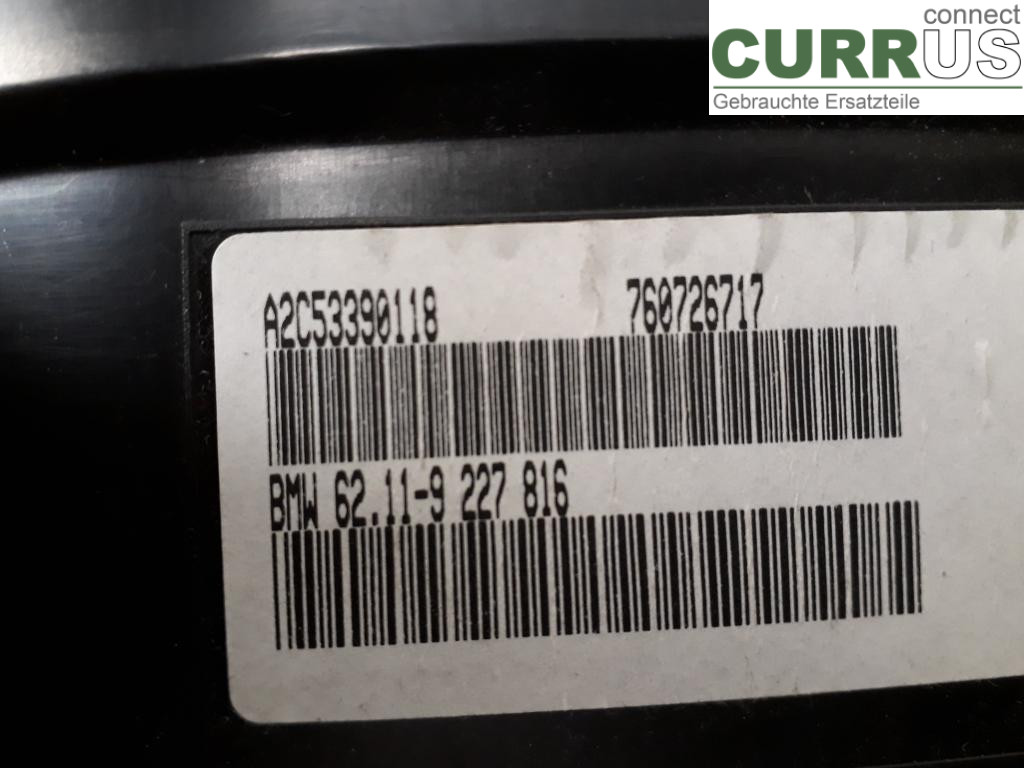 connect
CURRUS
Gebrauchte Ersatzteile
A2C53390118 760726717
BMW 62.11-9 227 816